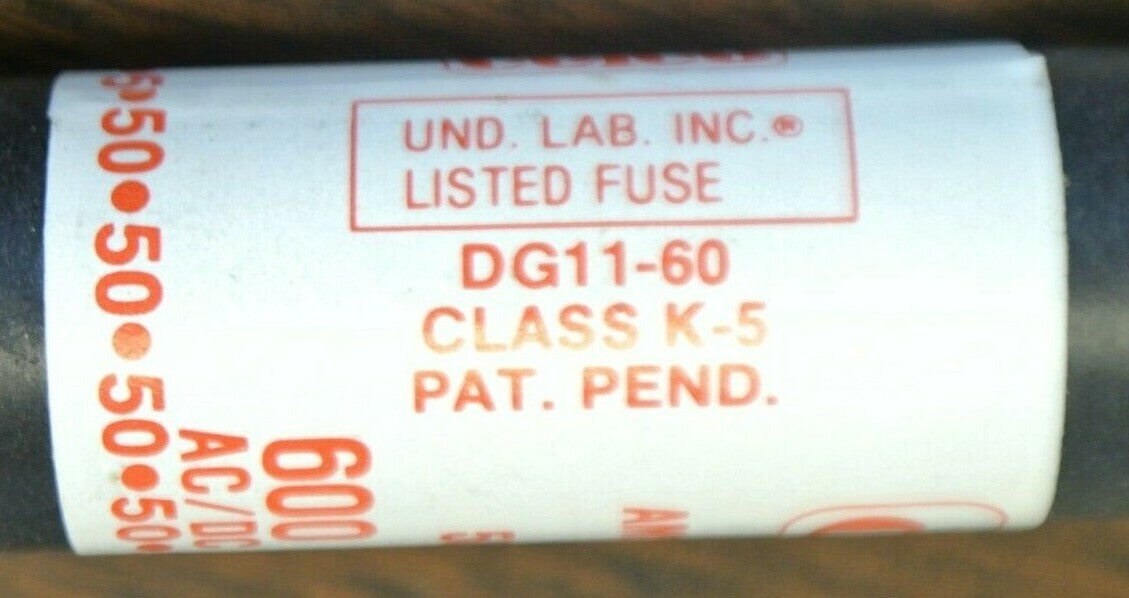 UND. LAB. INC.®
LISTED FUSE
DG11-60
CLASS K-5
PAT. PEND.
50•50•50•50
600
AC/DC